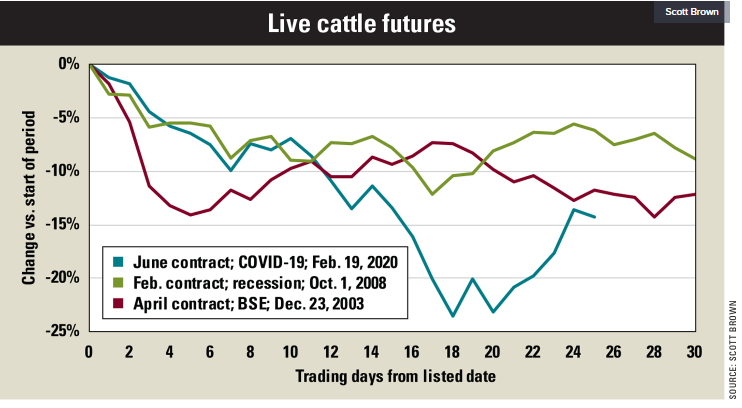 Scott Brown
Live cattle futures
0%
-5%
-10%
-15%
-20%
-25%
Change vs. start of period
June contract; COVID-19; Feb. 19, 2020
Feb. contract; recession; Oct. 1, 2008
April contract; BSE; Dec. 23, 2003
0 2 4 6 8 10 12 14 16 18 20 22 24 26 28 30
Trading days from listed date
SOURCE: SCOTT BROWN